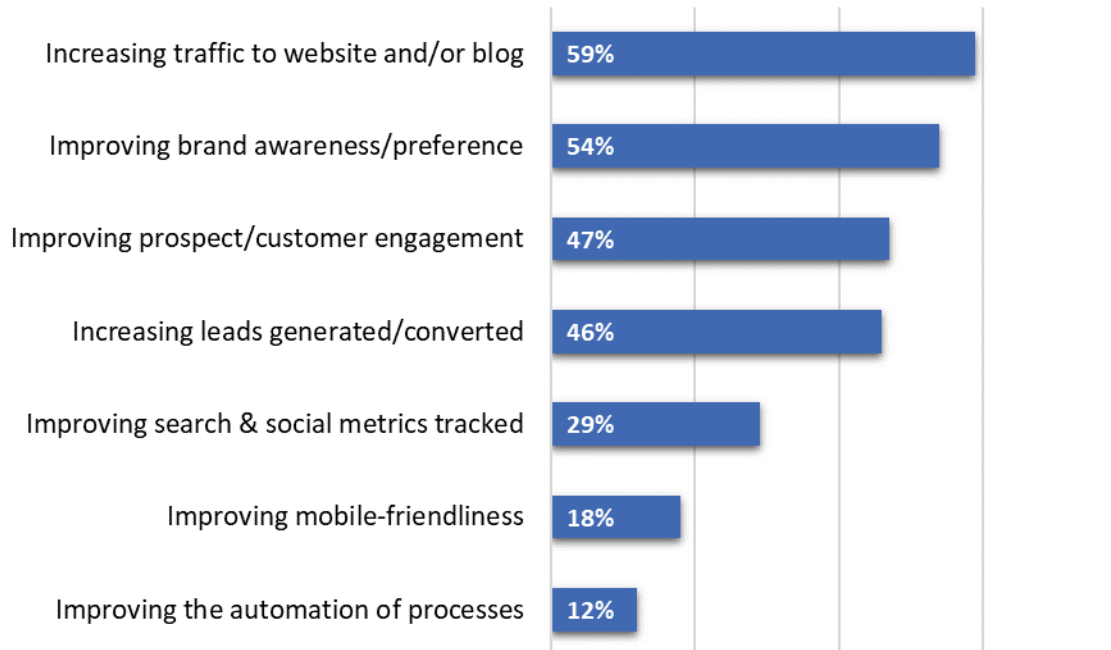 Increasing traffic to website and/or blog 59%
Improving brand awareness/preference 54%
Improving prospect/customer engagement 47%
Increasing leads generated/converted 46%
Improving search & social metrics tracked 29%
Improving mobile-friendliness 18%
Improving the automation of processes 12%